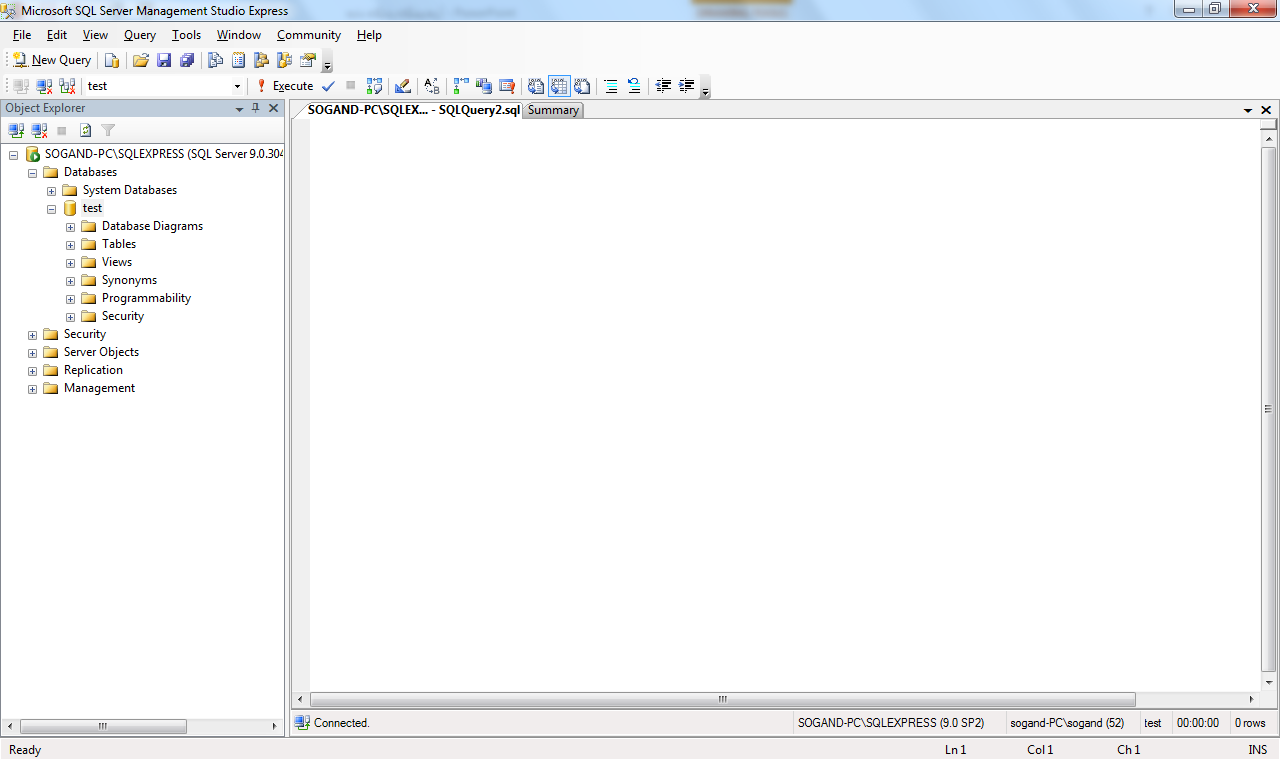 Microsoft SQL Server Management Studio Express
File Edit View Query Tools Window Community Help
New Query
test Execute
Object Explorer
SOGAND-PC\SQLEXPRESS (SQL Server 9.0.304
Databases
System Databases
test
Database Diagrams
Tables
Views
Synonyms
Programmability
Security
Security
Server Objects
Replication
Management
SOGAND-PC\SQLEX... - SQLQuery2.sql Summary
Connected. SOGAND-PC\SQLEXPRESS (9.0 SP2) sogand-PC\sogand (52) test 00:00:00 0 rows
Ready Ln 1 Col 1 Ch 1 INS